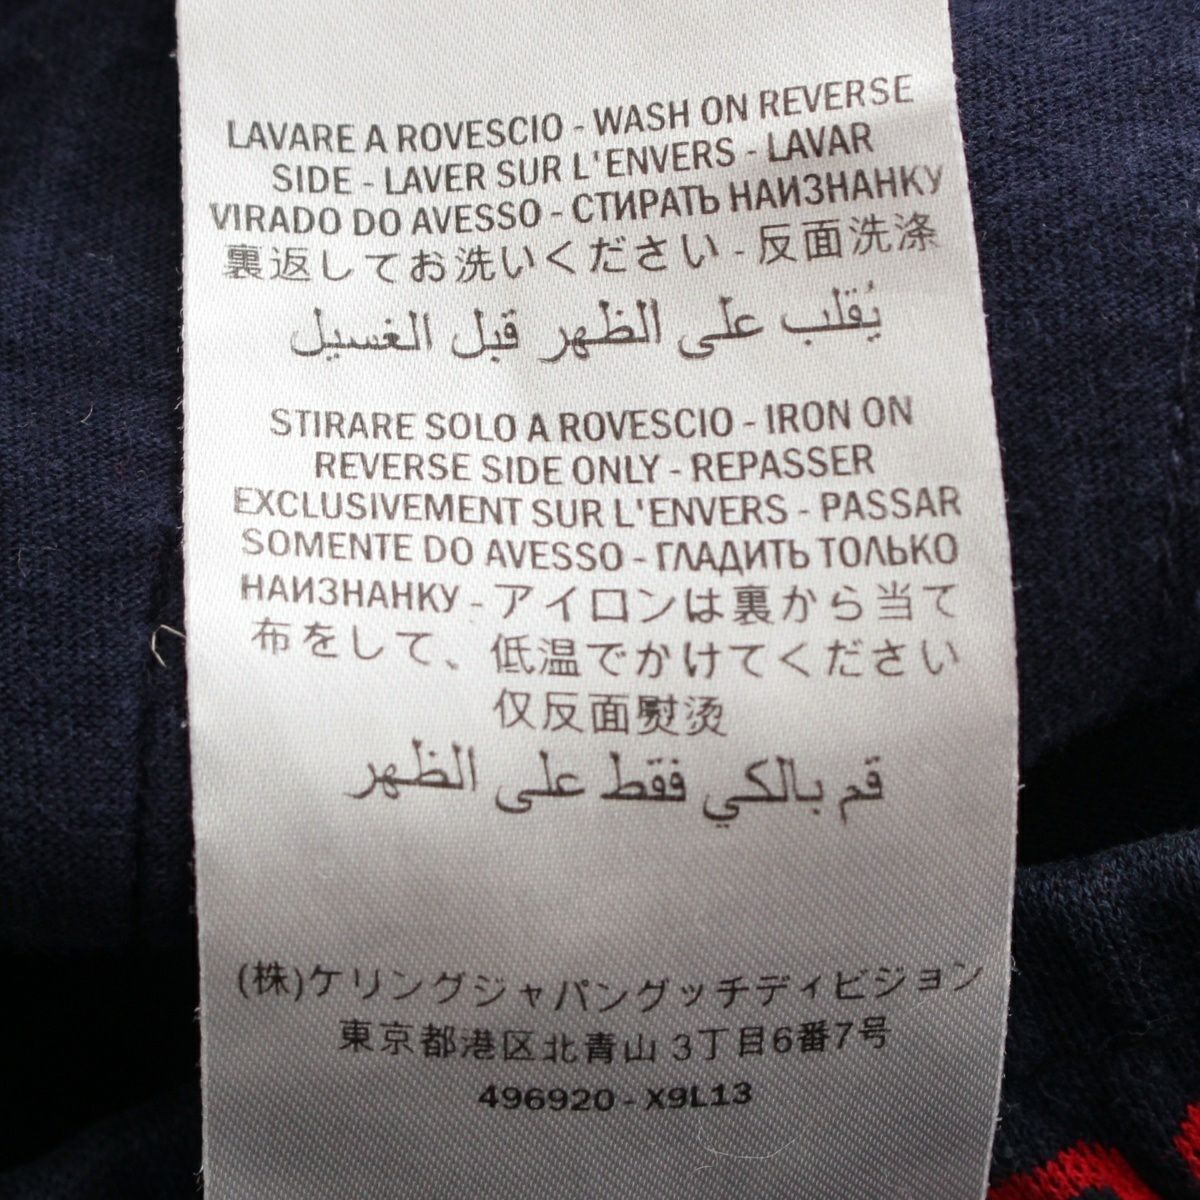 LAVARE A ROVESCIO - WASH ON REVERSE
SIDE - LAVER SUR L'ENVERS - LAVAR
VIRADO DO AVESSO - СТИРАТЬ НАИЗНАНКУ
裏返してお洗いください - 反面洗涤
يُقلب على الظهر قبل الغسيل
STIRARE SOLO A ROVESCIO - IRON ON
REVERSE SIDE ONLY - REPASSER
EXCLUSIVEMENT SUR L'ENVERS - PASSAR
SOMENTE DO AVESSO - ГЛАДИТЬ ТОЛЬКО
НАИЗНАНКУ - アイロンは裏から当て
布をして、低温でかけてください
仅反面熨烫
قم بالكي فقط على الظهر
(株)ケリングジャパングッチディビジョン
東京都港区北青山 3丁目6番7号
496920 - X9L13